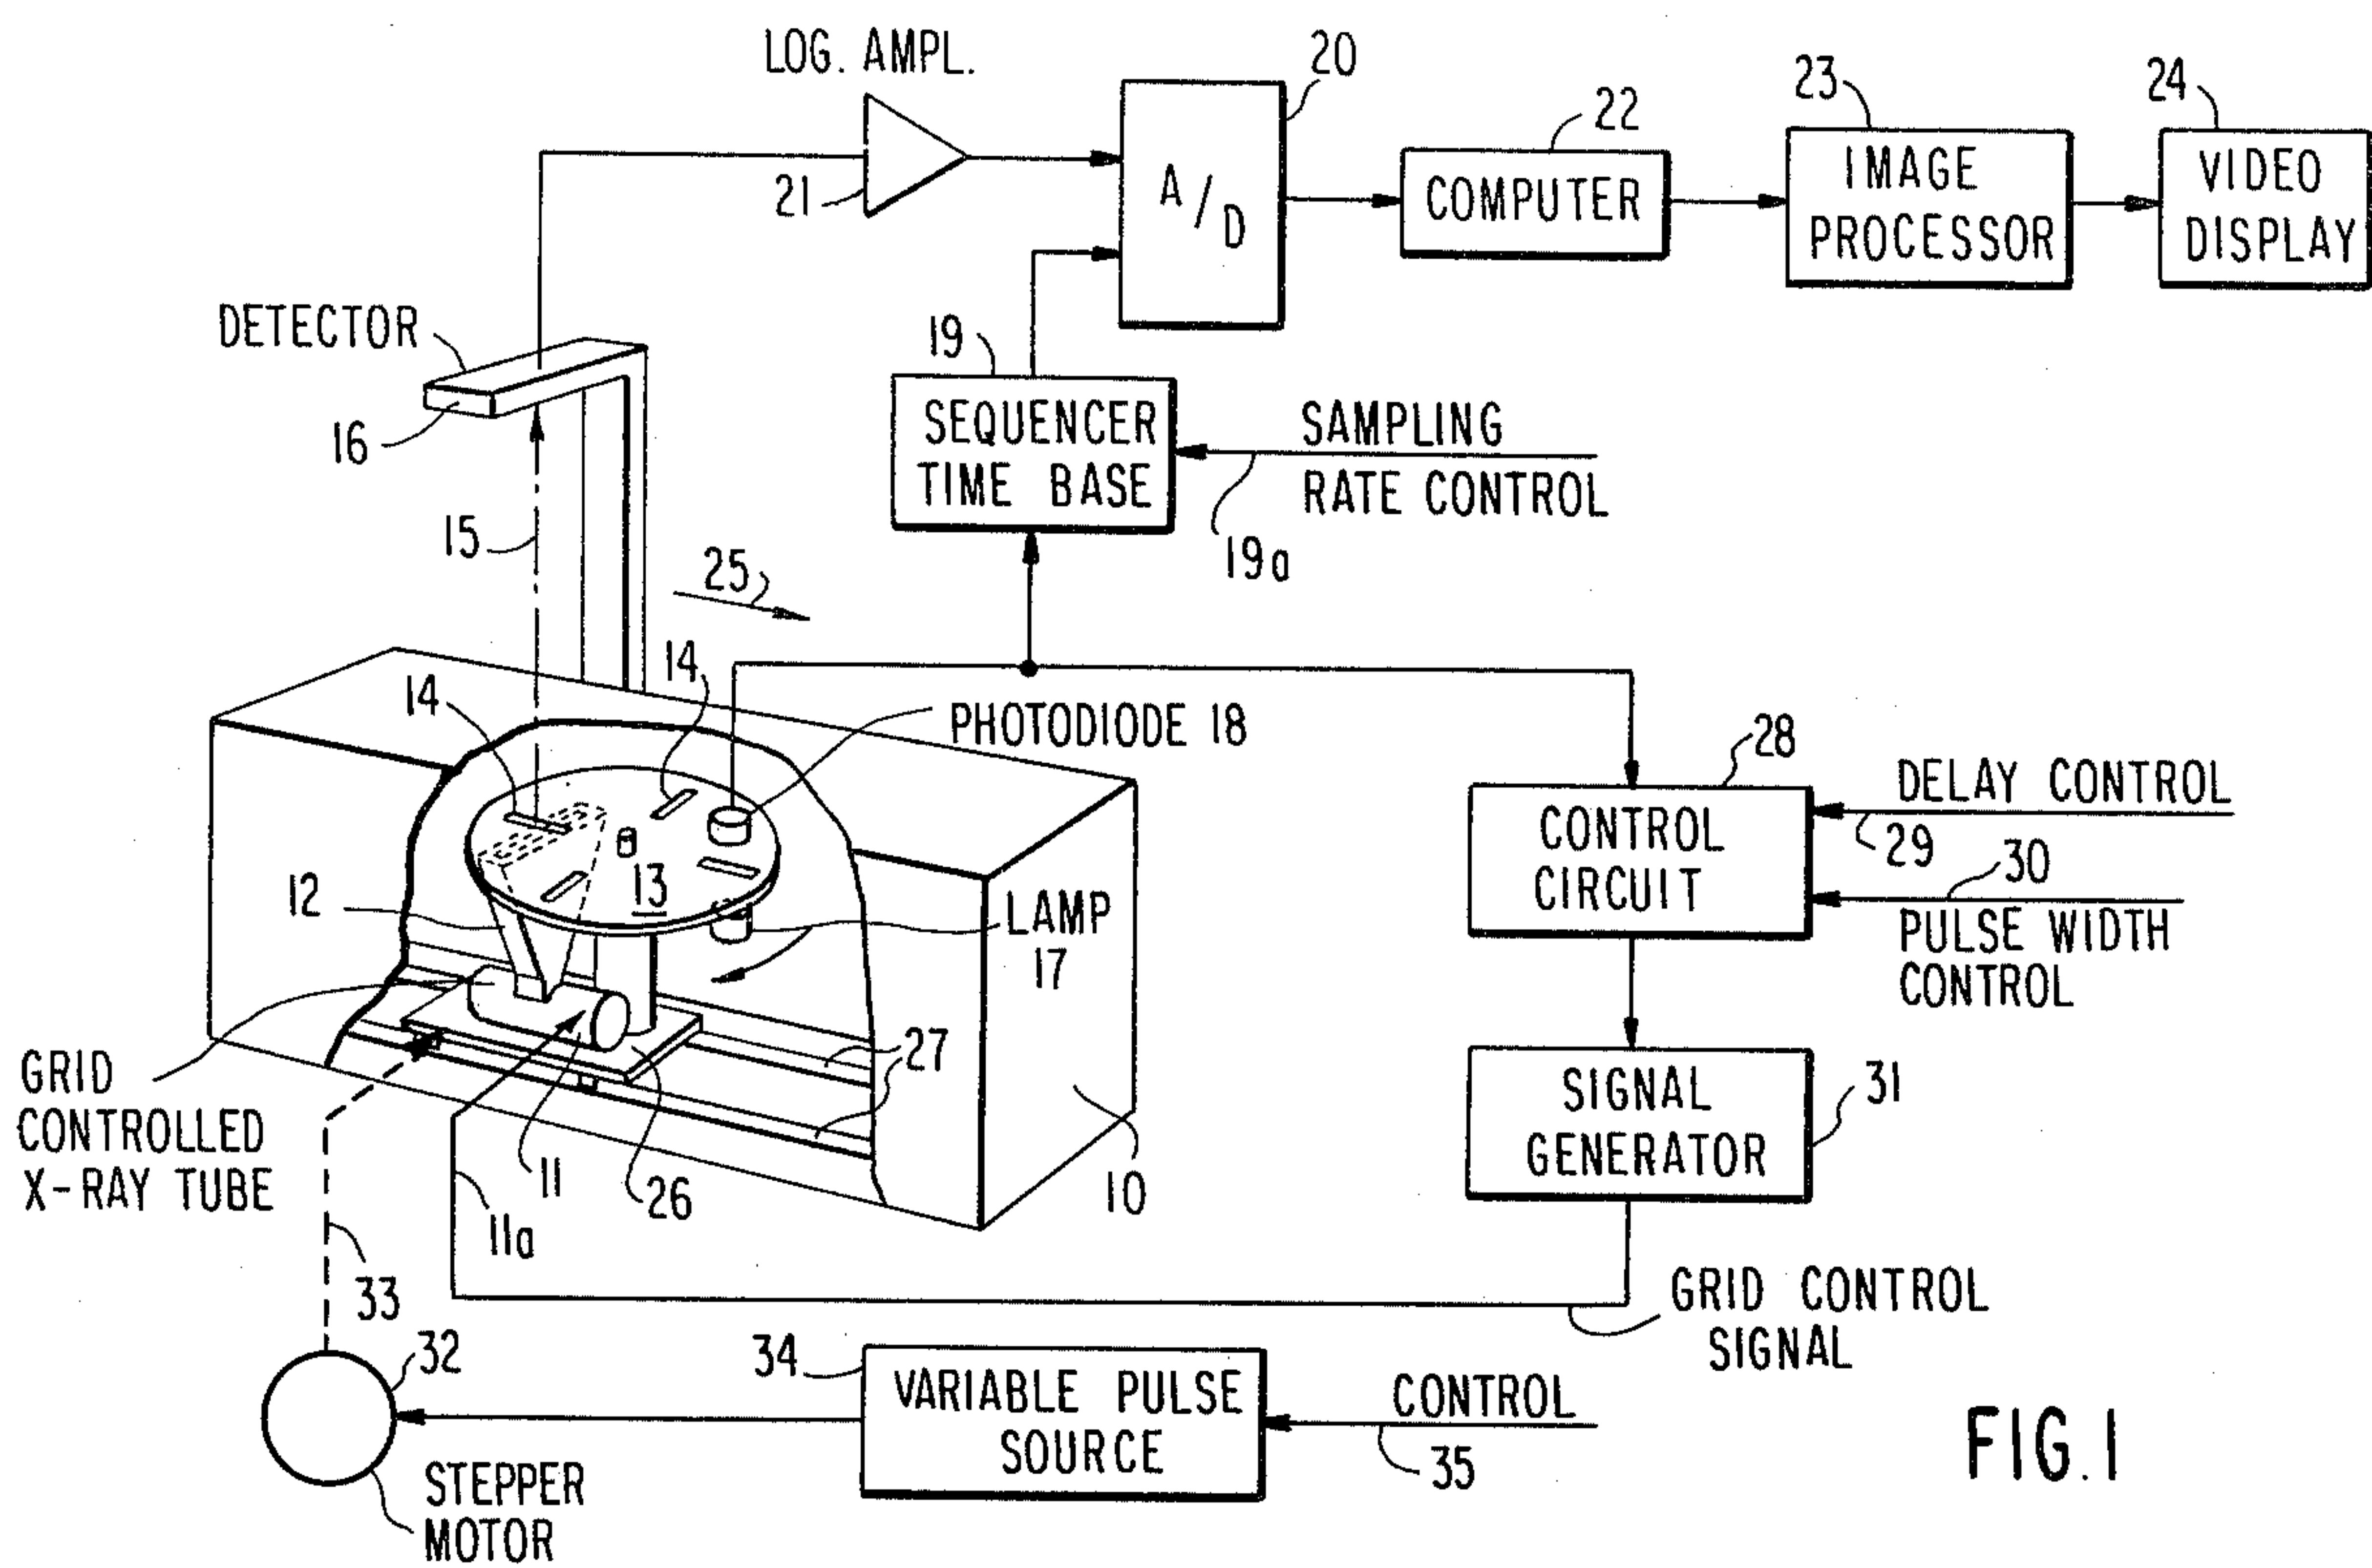 LOG. AMPL.
20
21
A/D
22
COMPUTER
23
IMAGE
PROCESSOR
24
VIDEO
DISPLAY
DETECTOR
16
19
SEQUENCER
TIME BASE
SAMPLING
RATE CONTROL
19a
15
25
14
14
PHOTODIODE 18
12
13
LAMP
17
28
CONTROL
CIRCUIT
DELAY CONTROL
29
30
PULSE WIDTH
CONTROL
GRID
CONTROLLED
X-RAY TUBE
11
11a
26
27
10
SIGNAL
GENERATOR
31
33
GRID CONTROL
SIGNAL
32
STEPPER
MOTOR
34
VARIABLE PULSE
SOURCE
CONTROL
35
FIG. 1